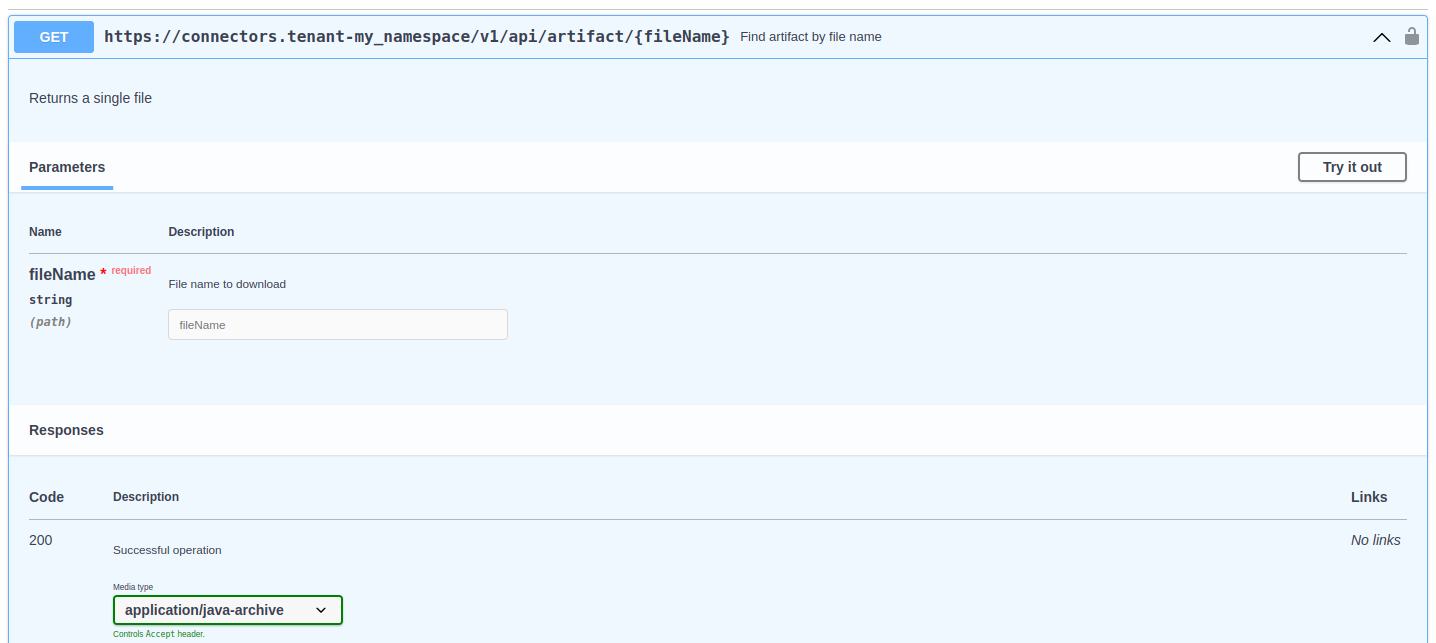 GET https://connectors.tenant-my_namespace/v1/api/artifact/{fileName} Find artifact by file name
Returns a single file
Parameters Try it out
Name Description
fileName * required
File name to download
string
(path)
fileName
Responses
Code Description Links
200 Successful operation No links
Media type
application/java-archive
Controls Accept header.